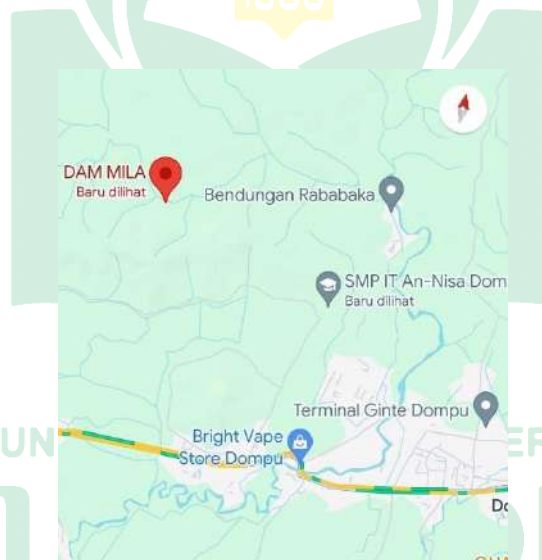 DAM MILA
Baru dilihat
Bendungan Rababaka
SMP IT An-Nisa Dom
Baru dilihat
Terminal Ginte Dompu
Bright Vape
Store Dompu
UN